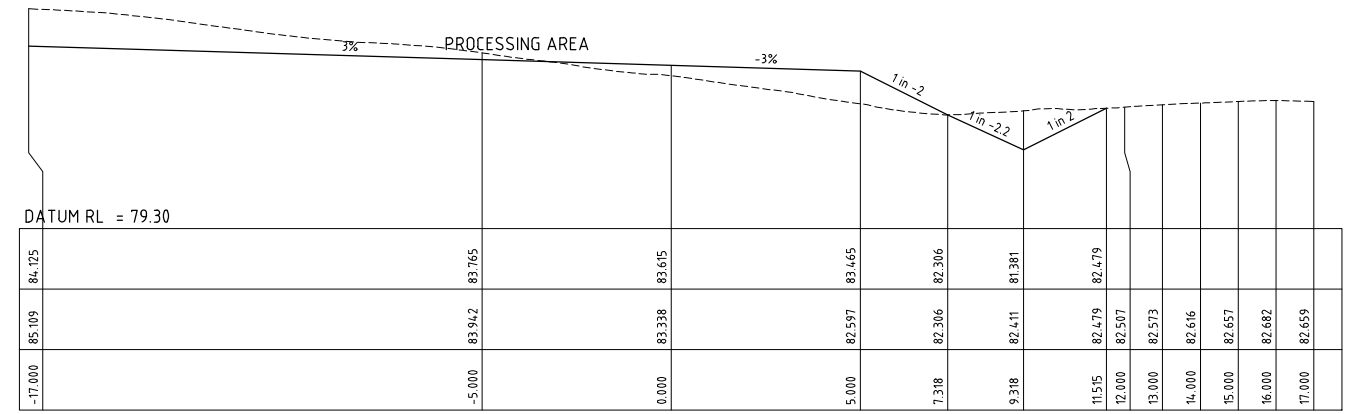 3%
PROCESSING AREA
-3%
1 in -2
1 in -2.2
1 in 2
DATUM RL = 79.30
84.125 83.765 83.615 83.465 82.306 81.381 82.479
85.109 83.942 83.338 82.597 82.306 82.411 82.479 82.507 82.573 82.616 82.657 82.682 82.659
-17.000 -5.000 0.000 5.000 7.318 9.318 11.515 12.000 13.000 14.000 15.000 16.000 17.000